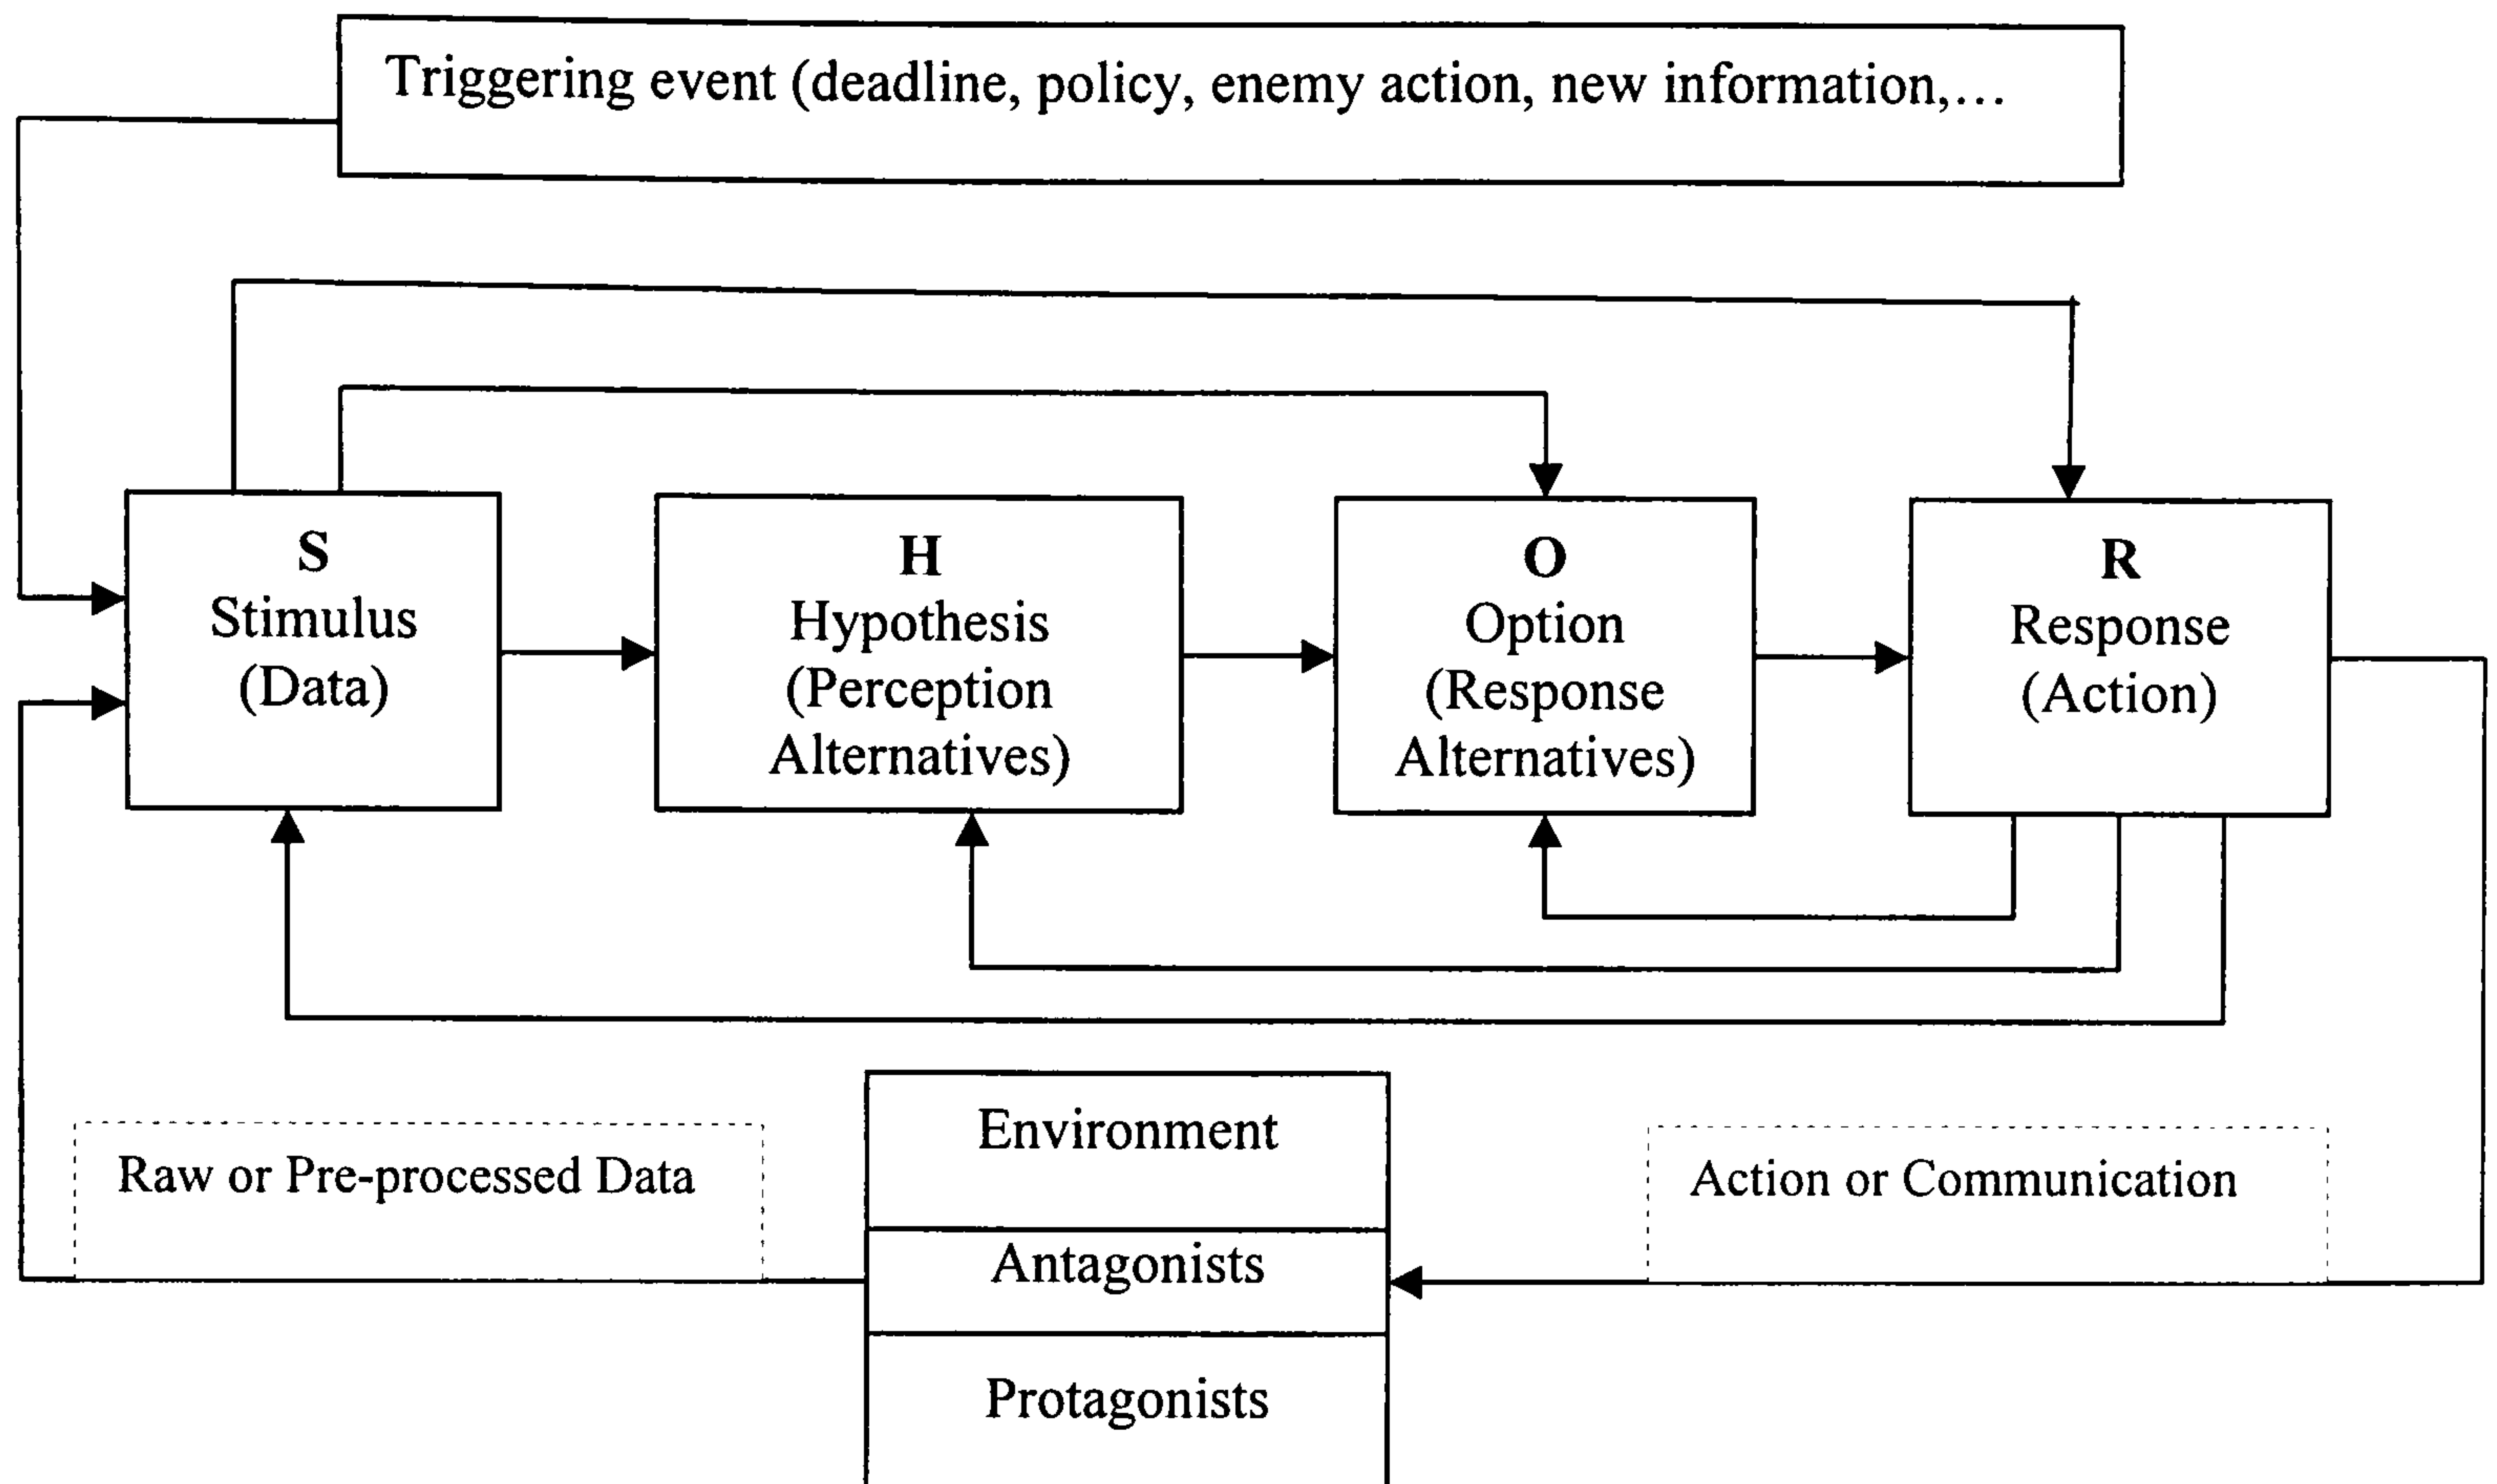 Triggering event (deadline, policy, enemy action, new information,...
S
Stimulus
(Data)
H
Hypothesis
(Perception
Alternatives)
O
Option
(Response
Alternatives)
R
Response
(Action)
Environment
Raw or Pre-processed Data
Action or Communication
Antagonists
Protagonists